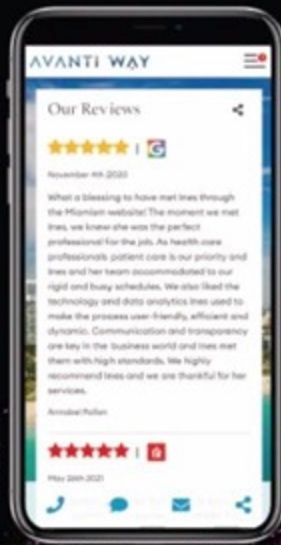 AVANTI WAY
Our Reviews
November 4th 2020
What a blessing to have met Ines through
the Miamism website! The moment we met
Ines, we knew she was the perfect
professional for the job. As health care
professionals patient care is our priority and
Ines and her team accommodated to our
rigid and busy schedules. We also liked the
technology and data analytics Ines used to
make the process user-friendly, efficient and
dynamic. Communication and transparency
are key in the business world and Ines met
them with high standards. We highly
recommend Ines and we are thankful for her
services.
Annabel Pallan
May 26th 2021